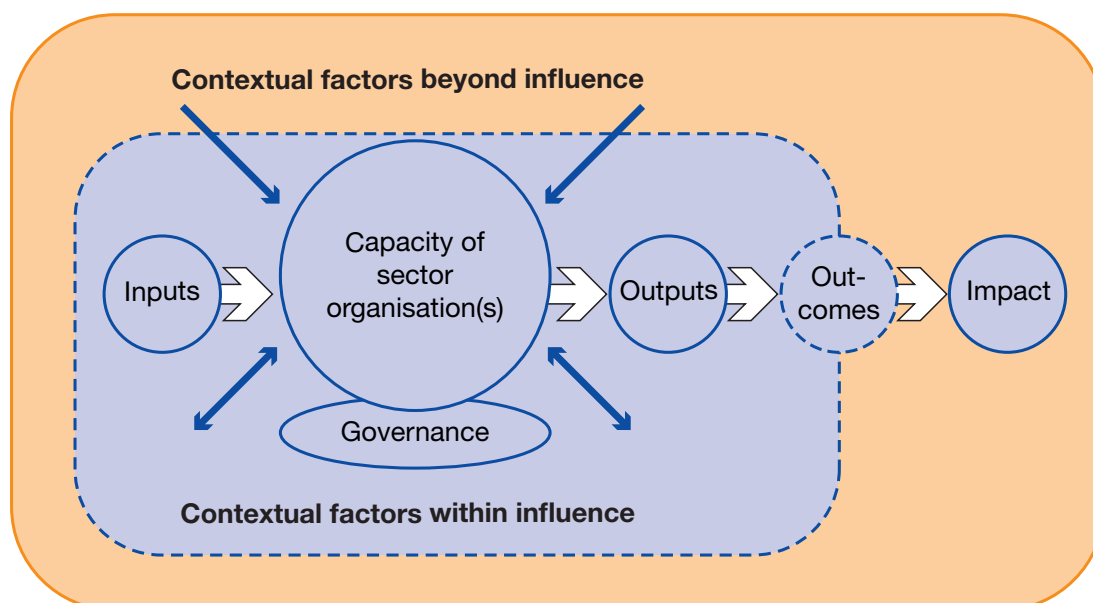 Contextual factors beyond influence
Inputs
Capacity of
sector
organisation(s)
Outputs
Out-
comes
Impact
Governance
Contextual factors within influence